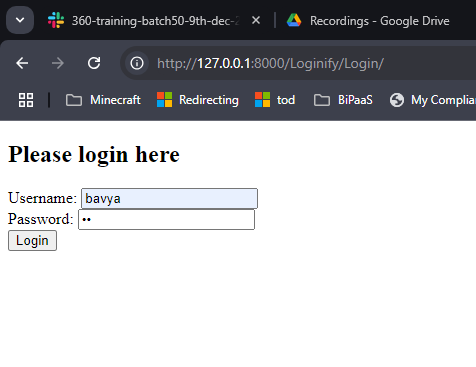 360-training-batch50-9th-dec-2
Recordings - Google Drive
http://127.0.0.1:8000/Loginify/Login/
Minecraft Redirecting tod BiPaaS My Complia
Please login here
Username: bavya
Password: ••
Login